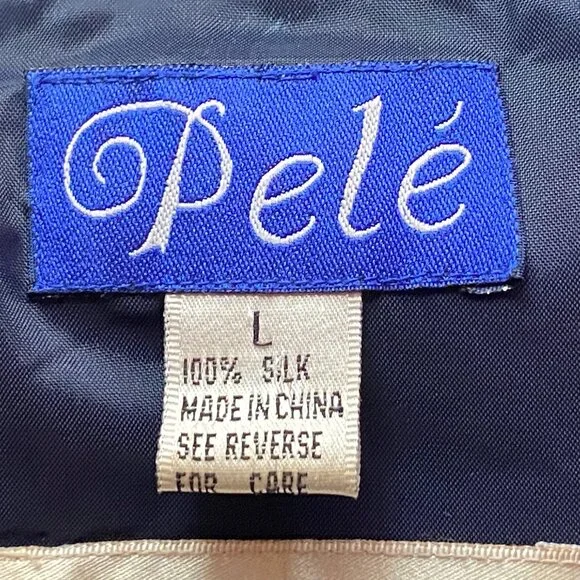 Pelé
L
100% SILK
MADE IN CHINA
SEE REVERSE
FOR CARE